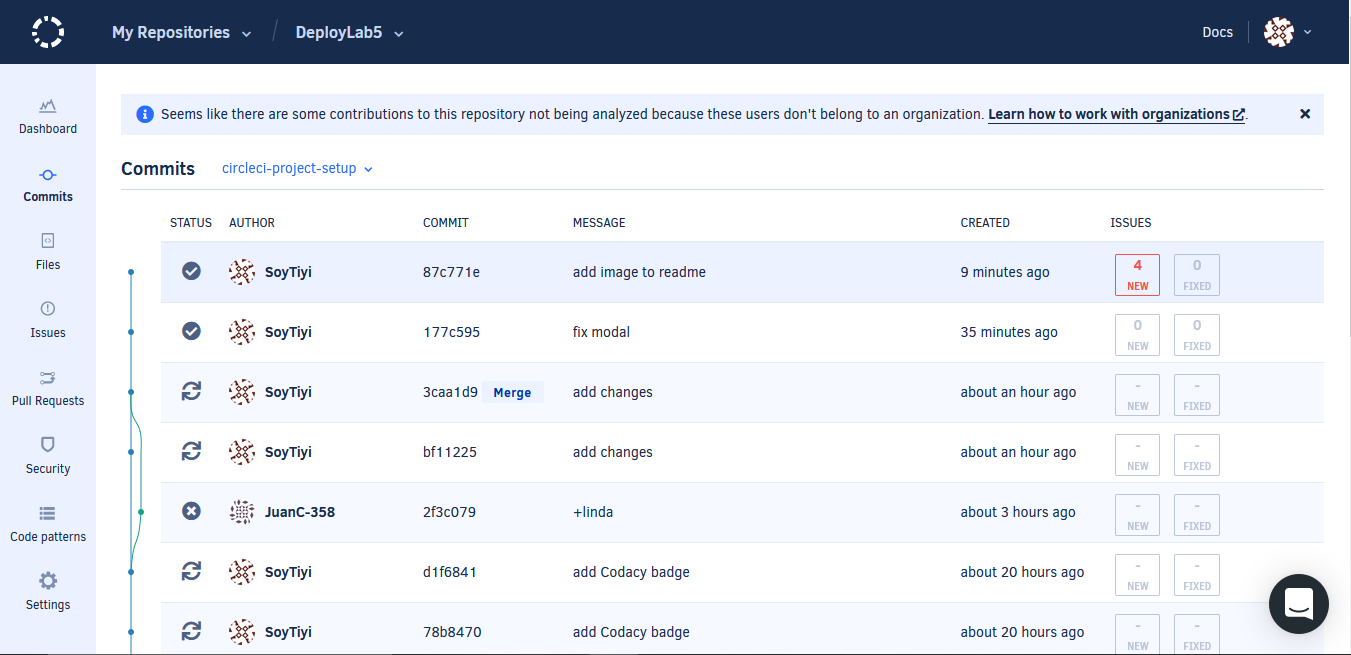 My Repositories / DeployLab5 Docs
Dashboard
Commits
Files
Issues
Pull Requests
Security
Code patterns
Settings
Seems like there are some contributions to this repository not being analyzed because these users don't belong to an organization. Learn how to work with organizations.
Commits circleci-project-setup
STATUS AUTHOR COMMIT MESSAGE CREATED ISSUES
SoyTiyi 87c771e add image to readme 9 minutes ago 4 NEW 0 FIXED
SoyTiyi 177c595 fix modal 35 minutes ago 0 NEW 0 FIXED
SoyTiyi 3caa1d9 Merge add changes about an hour ago - NEW - FIXED
SoyTiyi bf11225 add changes about an hour ago - NEW - FIXED
JuanC-358 2f3c079 +linda about 3 hours ago - NEW - FIXED
SoyTiyi d1f6841 add Codacy badge about 20 hours ago - NEW - FIXED
SoyTiyi 78b8470 add Codacy badge about 20 hours ago - NEW - FIXED